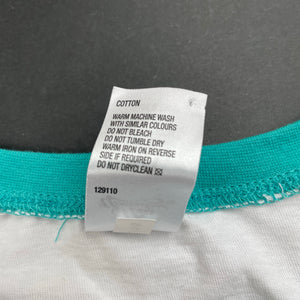 COTTON
WARM MACHINE WASH
WITH SIMILAR COLOURS
DO NOT BLEACH
DO NOT TUMBLE DRY
WARM IRON ON REVERSE
SIDE IF REQUIRED
DO NOT DRYCLEAN
129110